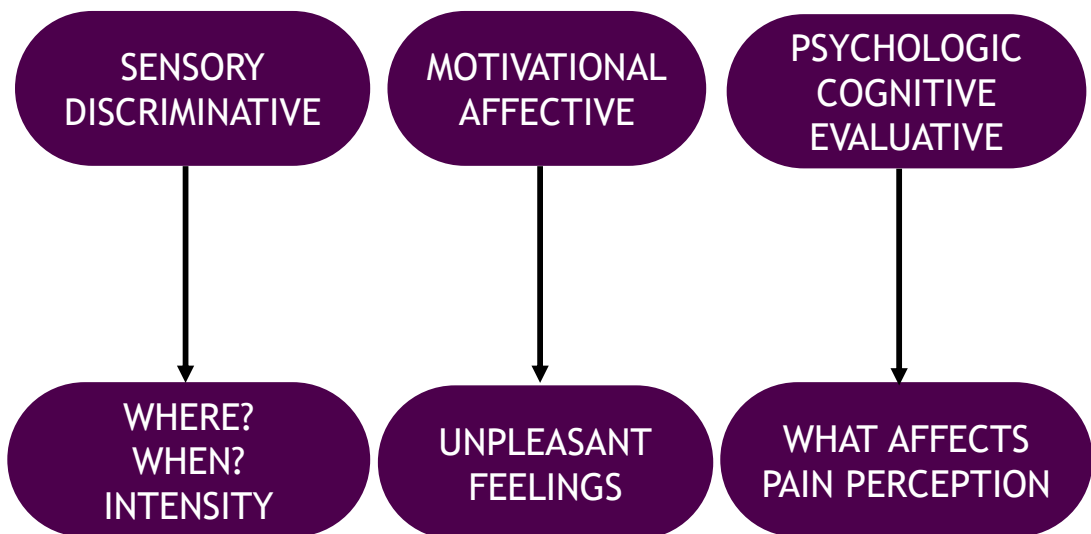 SENSORY
DISCRIMINATIVE
MOTIVATIONAL
AFFECTIVE
PSYCHOLOGIC
COGNITIVE
EVALUATIVE
WHERE?
WHEN?
INTENSITY
UNPLEASANT
FEELINGS
WHAT AFFECTS
PAIN PERCEPTION